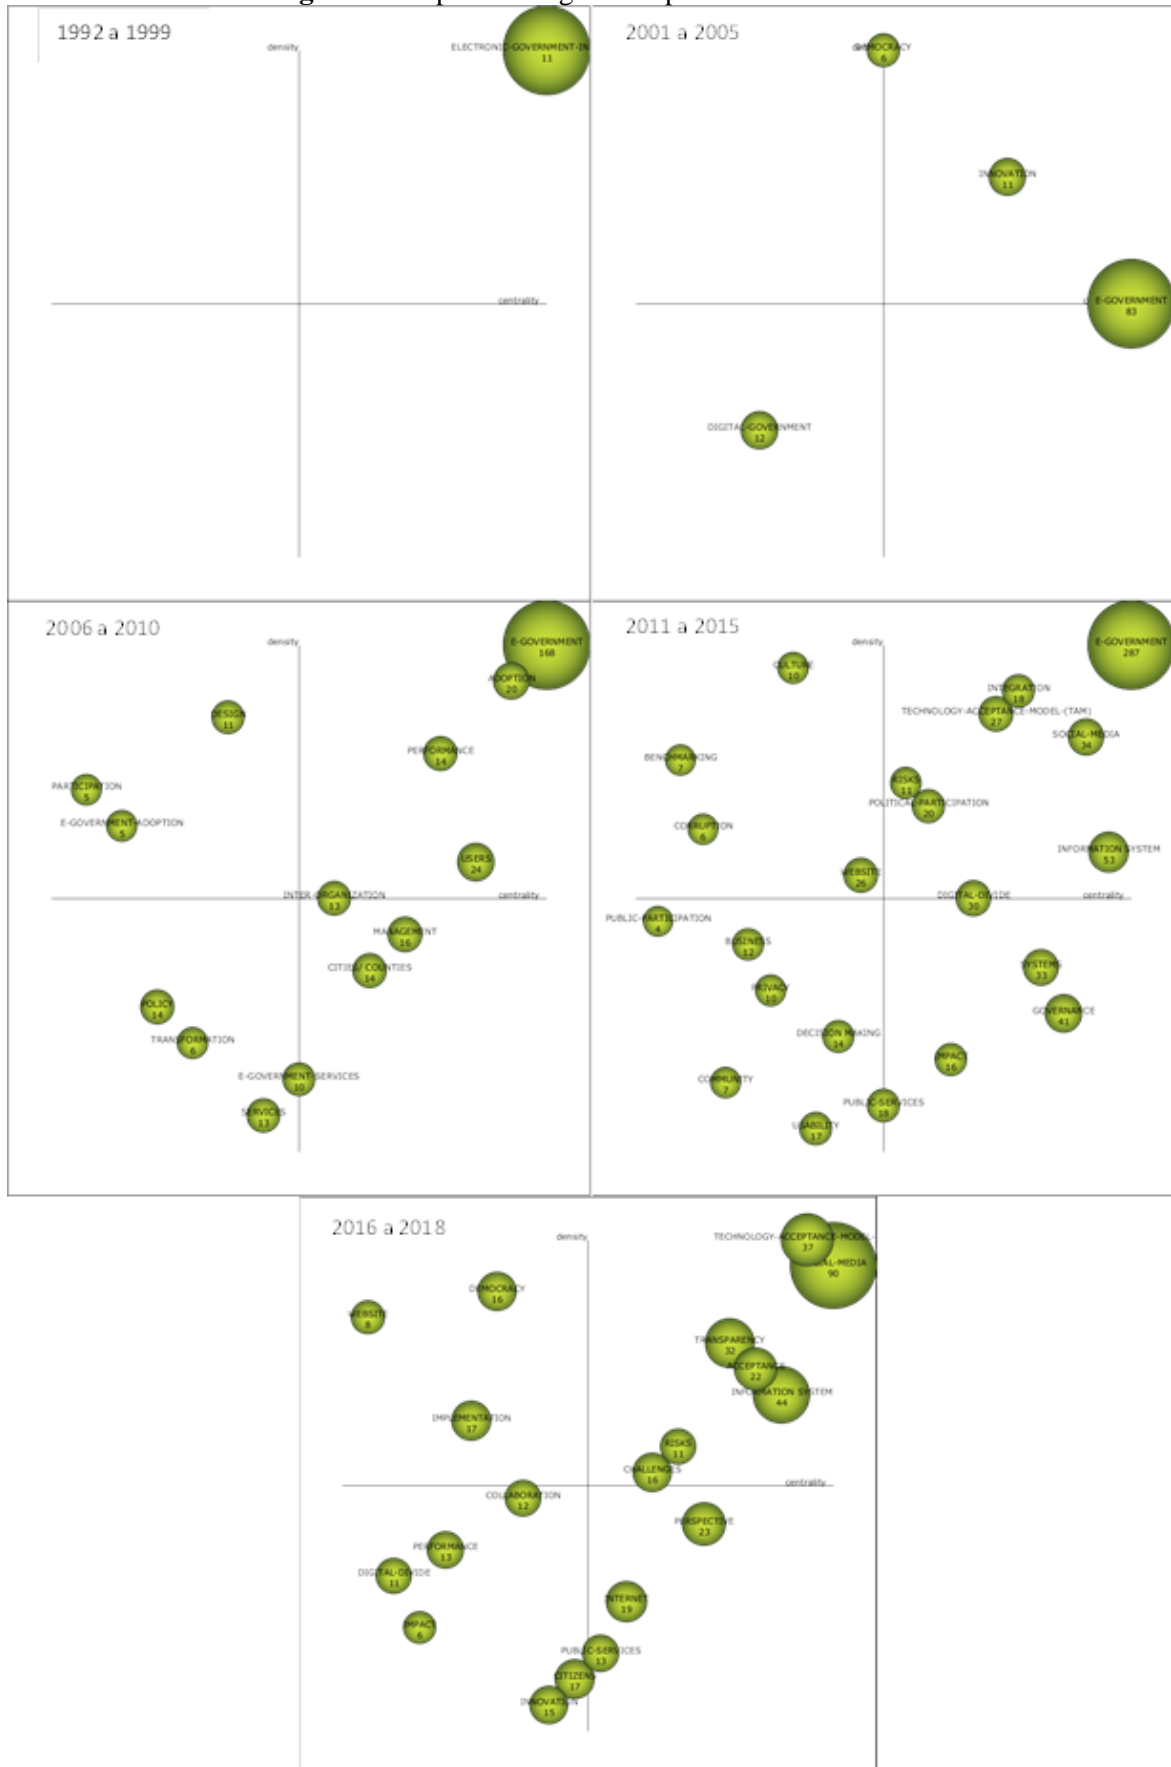 1992 a 1999
density
ELECTRONIC-GOVERNMENT-IN
11
centrality
2001 a 2005
DEMOCRACY
6
INNOVATION
11
E-GOVERNMENT
83
DIGITAL-GOVERNMENT
12
2006 a 2010
density
E-GOVERNMENT
168
ADOPTION
20
DESIGN
11
PERFORMANCE
14
PARTICIPATION
5
E-GOVERNMENT-ADOPTION
5
USERS
24
INTER-ORGANIZATION
13
centrality
MANAGEMENT
16
CITIES/ COUNTIES
14
POLICY
14
TRANSFORMATION
6
E-GOVERNMENT-SERVICES
10
SERVICES
13
2011 a 2015
density
E-GOVERNMENT
287
CULTURE
10
INTEGRATION
18
TECHNOLOGY-ACCEPTANCE-MODEL-(TAM)
27
SOCIAL-MEDIA
34
BENCHMARKING
7
RISKS
11
POLITICAL-PARTICIPATION
20
CORRUPTION
6
INFORMATION SYSTEM
53
WEBSITE
26
DIGITAL-DIVIDE
30
centrality
PUBLIC-PARTICIPATION
4
BUSINESS
12
SYSTEMS
33
PRIVACY
10
GOVERNANCE
41
DECISION MAKING
14
IMPACT
16
COMMUNITY
7
PUBLIC-SERVICES
18
USABILITY
17
2016 a 2018
density
TECHNOLOGY-ACCEPTANCE-MODEL-
37
IAL-MEDIA
90
DEMOCRACY
16
WEBSITE
8
TRANSPARENCY
32
ACCEPTANCE
22
INFORMATION SYSTEM
44
IMPLEMENTATION
17
RISKS
11
CHALLENGES
16
centrality
COLLABORATION
12
PERSPECTIVE
23
PERFORMANCE
13
DIGITAL-DIVIDE
11
INTERNET
19
IMPACT
6
PUBLIC-SERVICES
13
CITIZENS
17
INNOVATION
15